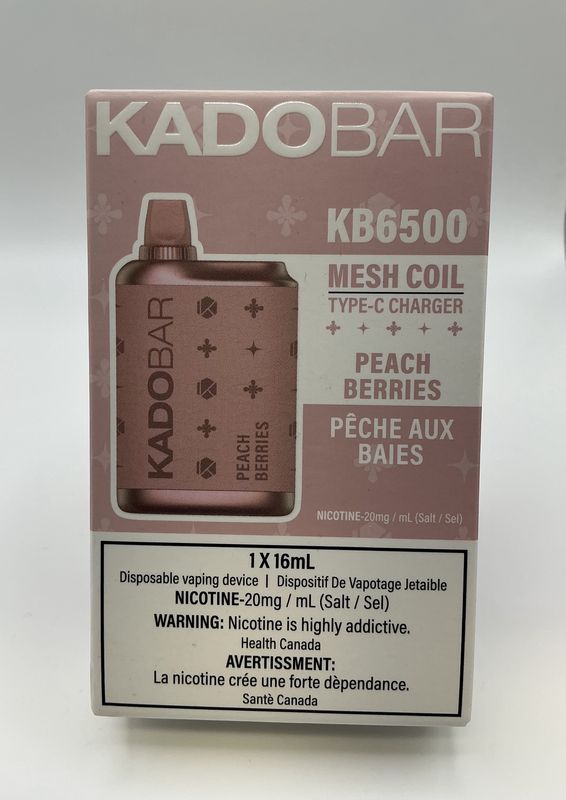 KADOBAR
KB6500
MESH COIL
TYPE-C CHARGER
PEACH
BERRIES
PÊCHE AUX
BAIES
NICOTINE-20mg / mL (Salt / Sel)
KADOBAR
PEACH
BERRIES
1 X 16mL
Disposable vaping device | Dispositif De Vapotage Jetaible
NICOTINE-20mg / mL (Salt / Sel)
WARNING: Nicotine is highly addictive.
Health Canada
AVERTISSMENT:
La nicotine crée une forte dèpendance.
Santè Canada